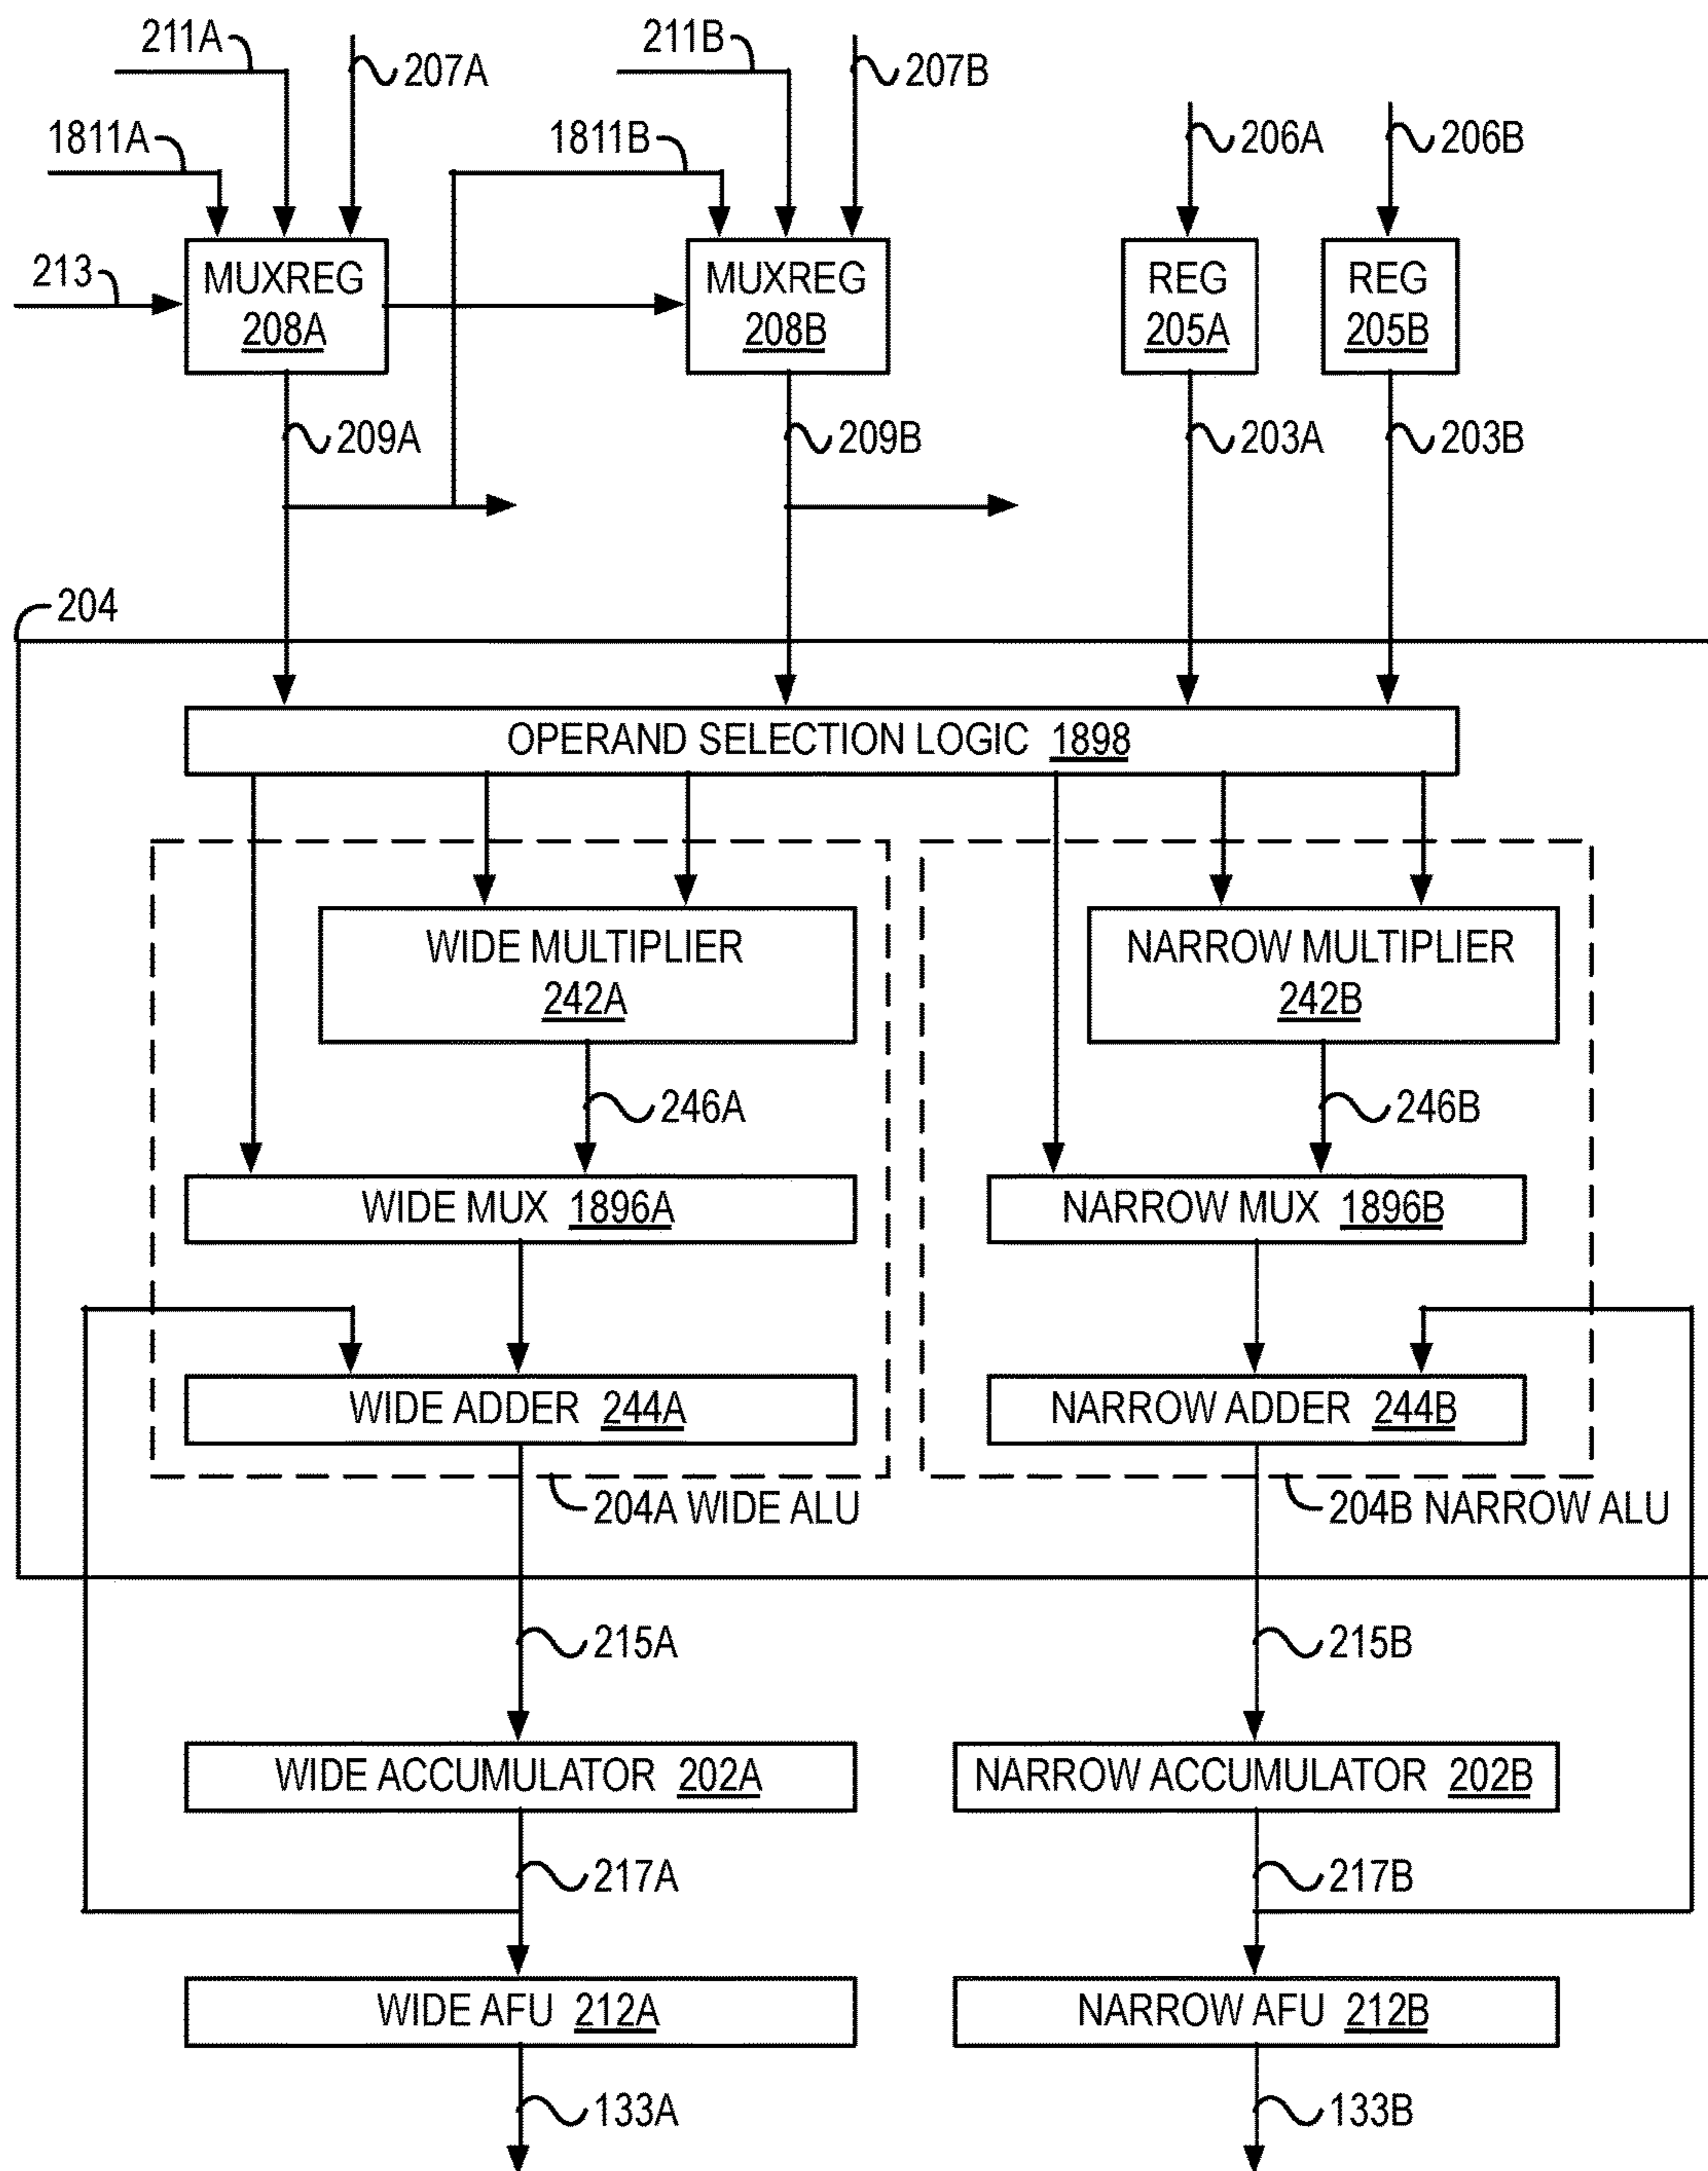 211A
207A
211B
207B
1811A
1811B
206A
206B
213
MUXREG
208A
MUXREG
208B
REG
205A
REG
205B
209A
209B
203A
203B
204
OPERAND SELECTION LOGIC 1898
WIDE MULTIPLIER
242A
NARROW MULTIPLIER
242B
246A
246B
WIDE MUX 1896A
NARROW MUX 1896B
WIDE ADDER 244A
NARROW ADDER 244B
204A WIDE ALU
204B NARROW ALU
215A
215B
WIDE ACCUMULATOR 202A
NARROW ACCUMULATOR 202B
217A
217B
WIDE AFU 212A
NARROW AFU 212B
133A
133B